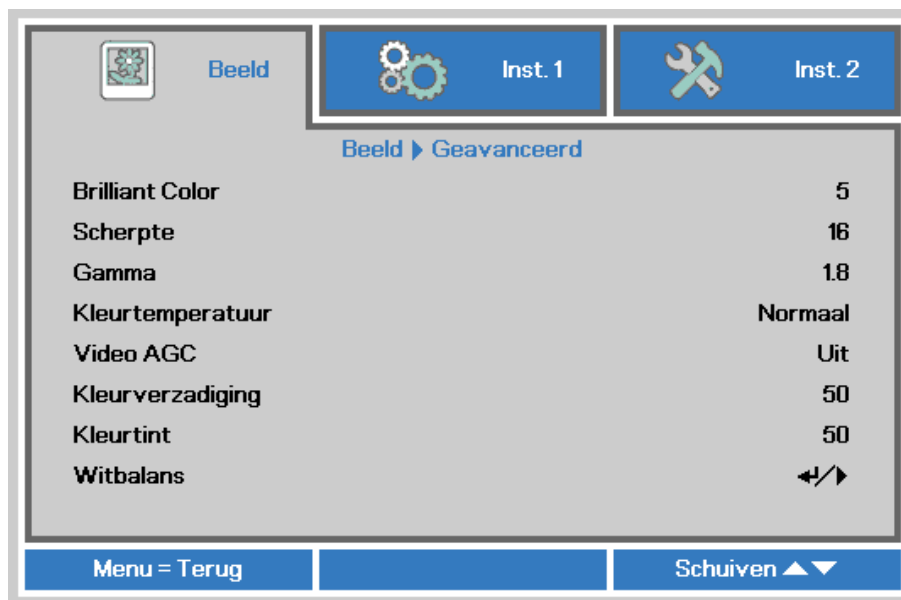 Beeld Inst. 1 Inst. 2
Beeld Geavanceerd
Brilliant Color 5
Scherpte 16
Gamma 1.8
Kleurtemperatuur Normaal
Video AGC Uit
Kleurverzadiging 50
Kleurtint 50
Witbalans ↵/▶
Menu = Terug Schuiven ▲▼